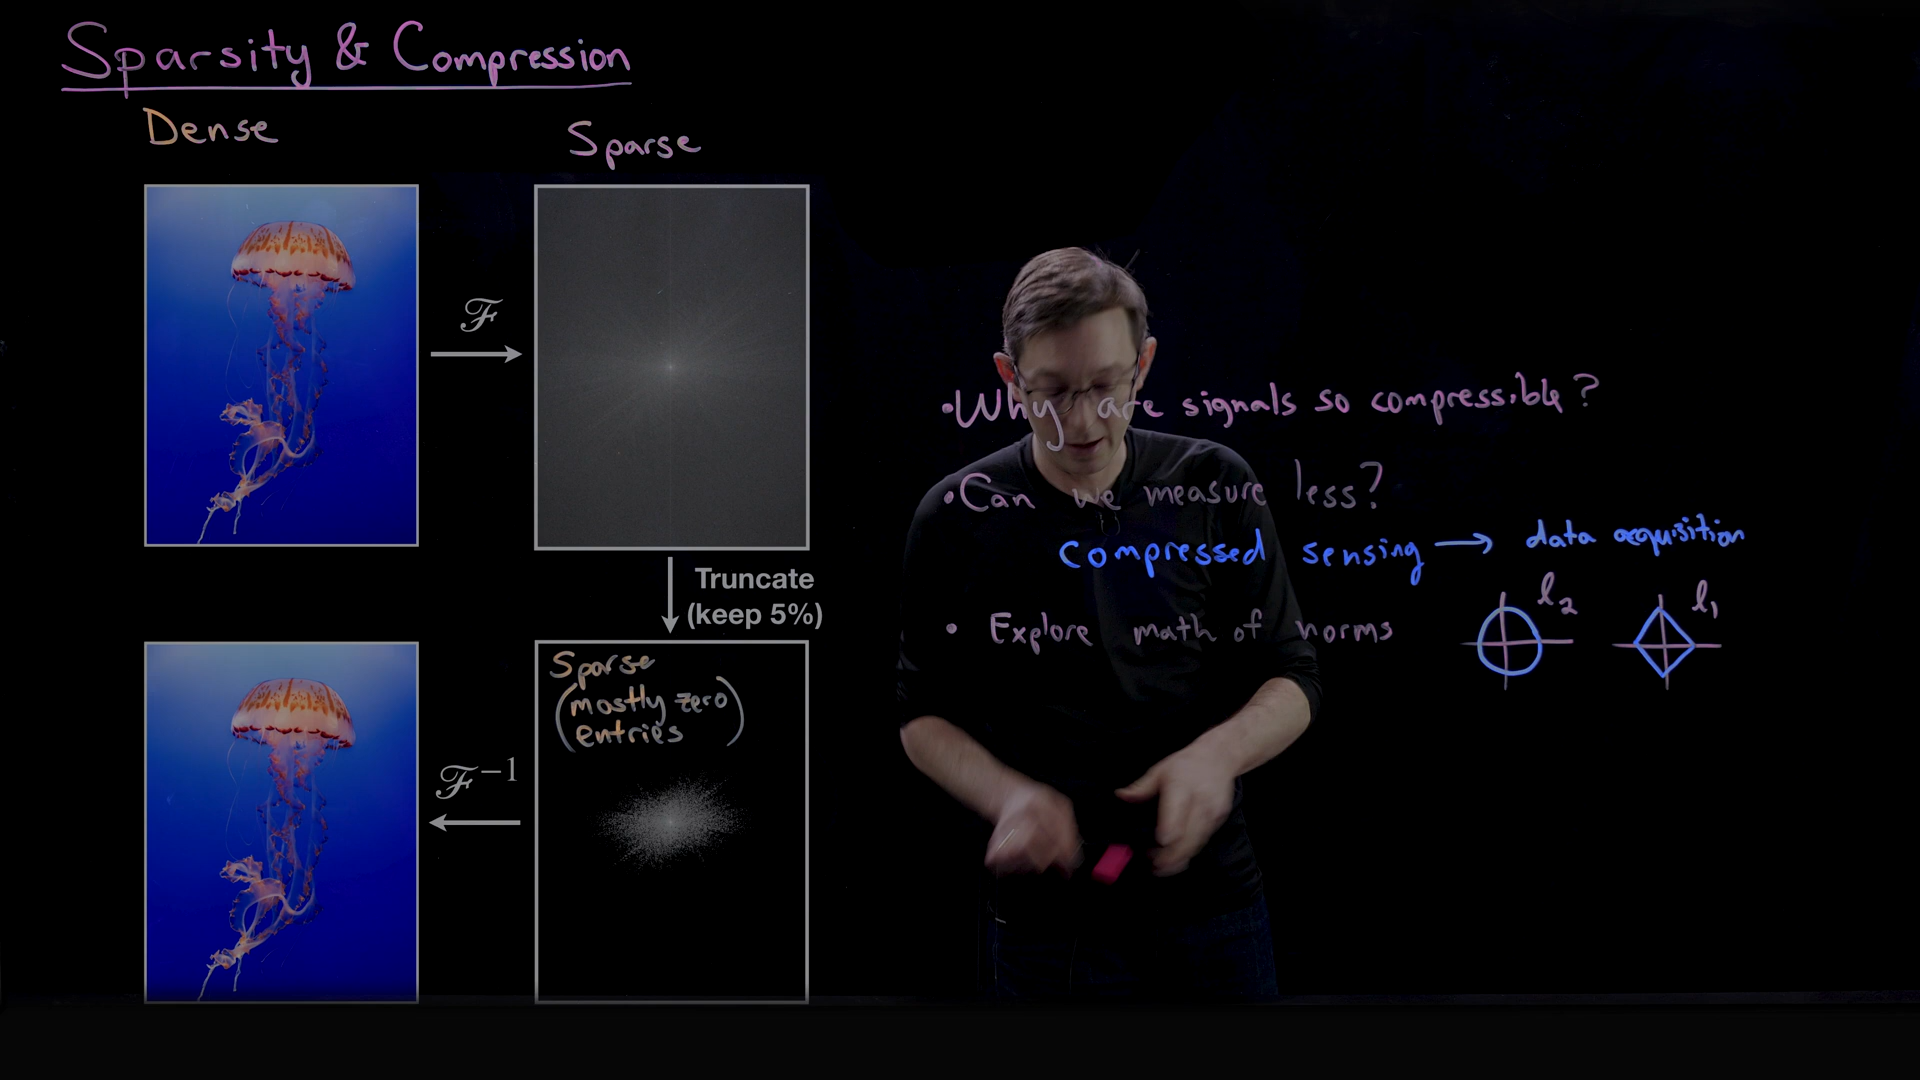 Sparsity & Compression
Dense
Sparse
ℱ
Truncate
(keep 5%)
Sparse
(mostly zero
entries)
ℱ⁻¹
•Why are signals so compressible?
•Can we measure less?
compressed sensing → data acquisition
• Explore math of norms
l₂
l₁